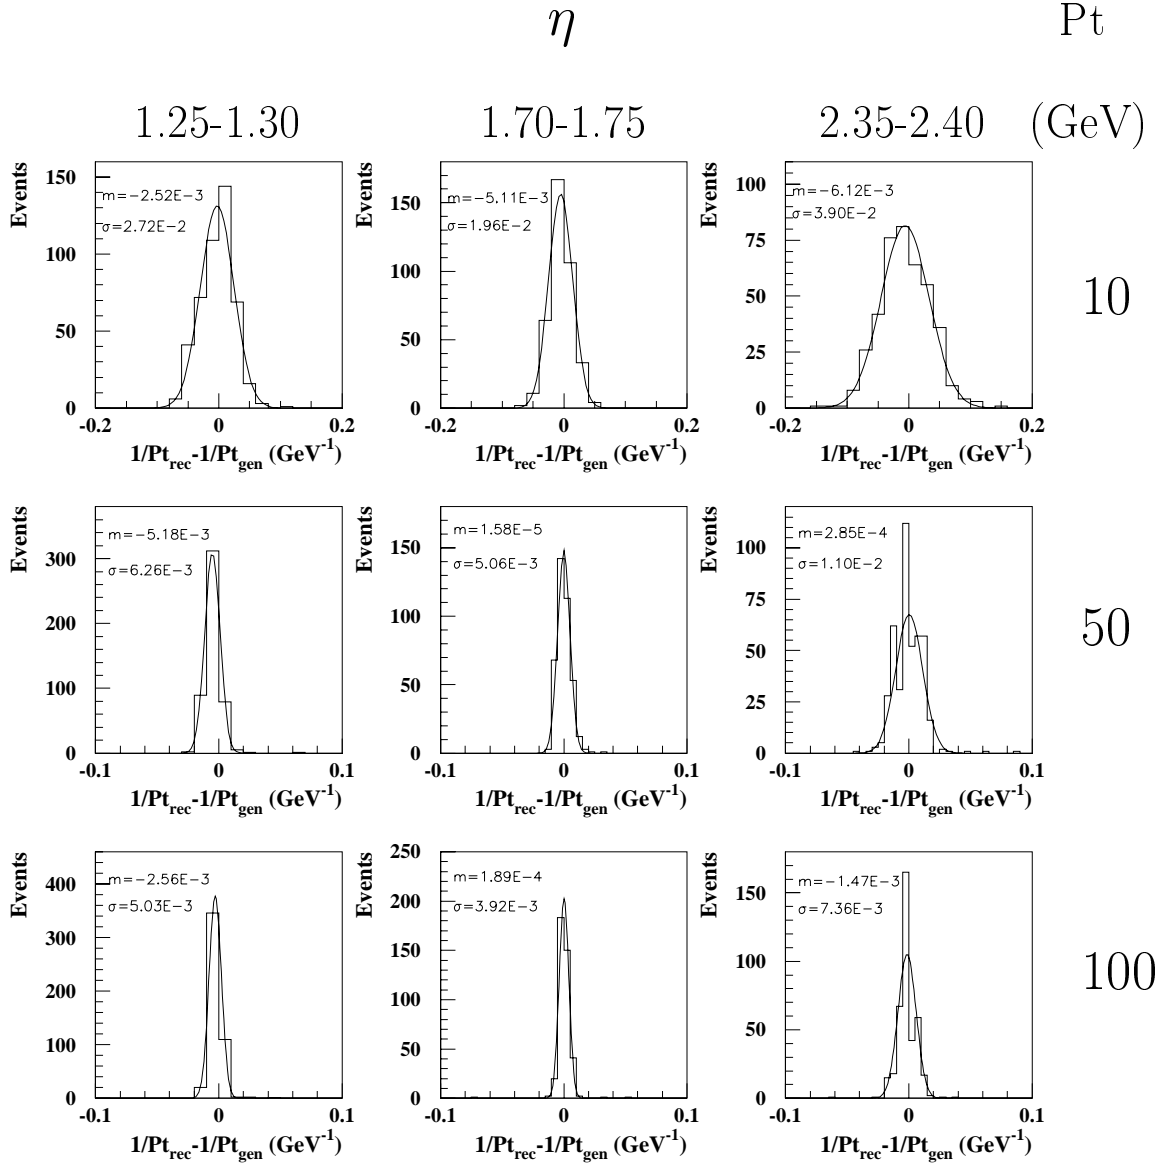 η Pt
1.25-1.30 1.70-1.75 2.35-2.40 (GeV)
Events
m=-2.52E-3
σ=2.72E-2
150
100
50
0
-0.2 0 0.2
1/Pt_rec-1/Pt_gen (GeV^-1)
Events
m=-5.11E-3
σ=1.96E-2
150
100
50
0
-0.2 0 0.2
1/Pt_rec-1/Pt_gen (GeV^-1)
Events
m=-6.12E-3
σ=3.90E-2
100
75
50
25
0
-0.2 0 0.2
1/Pt_rec-1/Pt_gen (GeV^-1)
10
Events
m=-5.18E-3
σ=6.26E-3
300
200
100
0
-0.1 0 0.1
1/Pt_rec-1/Pt_gen (GeV^-1)
Events
m=1.58E-5
σ=5.06E-3
150
100
50
0
-0.1 0 0.1
1/Pt_rec-1/Pt_gen (GeV^-1)
Events
m=2.85E-4
σ=1.10E-2
100
75
50
25
0
-0.1 0 0.1
1/Pt_rec-1/Pt_gen (GeV^-1)
50
Events
m=-2.56E-3
σ=5.03E-3
400
300
200
100
0
-0.1 0 0.1
1/Pt_rec-1/Pt_gen (GeV^-1)
Events
m=1.89E-4
σ=3.92E-3
250
200
150
100
50
0
-0.1 0 0.1
1/Pt_rec-1/Pt_gen (GeV^-1)
Events
m=-1.47E-3
σ=7.36E-3
150
100
50
0
-0.1 0 0.1
1/Pt_rec-1/Pt_gen (GeV^-1)
100